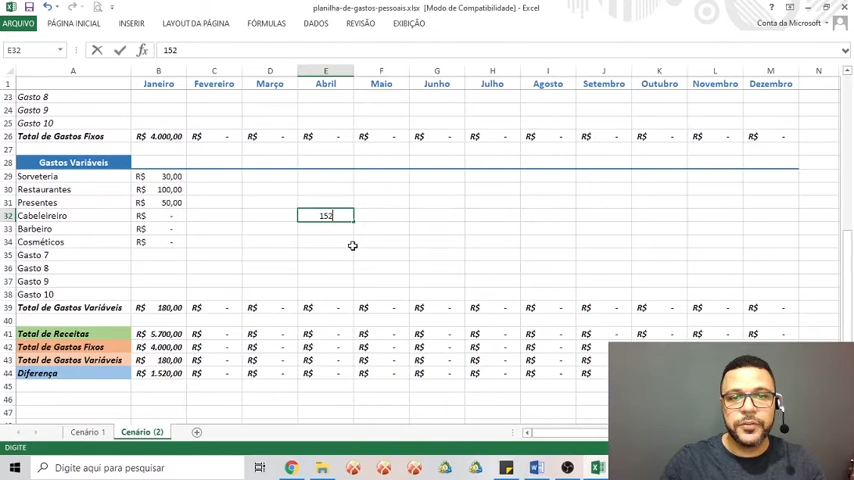 planilha-de-gastos-pessoais.xlsx [Modo de Compatibilidade] - Excel
ARQUIVO PÁGINA INICIAL INSERIR LAYOUT DA PÁGINA FÓRMULAS DADOS REVISÃO EXIBIÇÃO Conta da Microsoft
E32 fx 152
A B C D E F G H I J K L M N
1 Janeiro Fevereiro Março Abril Maio Junho Julho Agosto Setembro Outubro Novembro Dezembro
23 Gasto 8
24 Gasto 9
25 Gasto 10
26 Total de Gastos Fixos R$ 4.000,00 R$ - R$ - R$ - R$ - R$ - R$ - R$ - R$ - R$ - R$ - R$ -
27
28 Gastos Variáveis
29 Sorveteria R$ 30,00
30 Restaurantes R$ 100,00
31 Presentes R$ 50,00
32 Cabeleireiro R$ - 152
33 Barbeiro R$ -
34 Cosméticos R$ -
35 Gasto 7
36 Gasto 8
37 Gasto 9
38 Gasto 10
39 Total de Gastos Variáveis R$ 180,00 R$ - R$ - R$ - R$ - R$ - R$ - R$ - R$ - R$ - R$ - R$ -
40
41 Total de Receitas R$ 5.700,00 R$ - R$ - R$ - R$ - R$ - R$ - R$ - R$ - R$ - R$ - R$ -
42 Total de Gastos Fixos R$ 4.000,00 R$ - R$ - R$ - R$ - R$ - R$ - R$ - R$
43 Total de Gastos Variáveis R$ 180,00 R$ - R$ - R$ - R$ - R$ - R$ - R$ - R$
44 Diferença R$ 1.520,00 R$ - R$ - R$ - R$ - R$ - R$ - R$ - R$
45
46
47
Cenário 1 Cenário (2)
DIGITE
Digite aqui para pesquisar